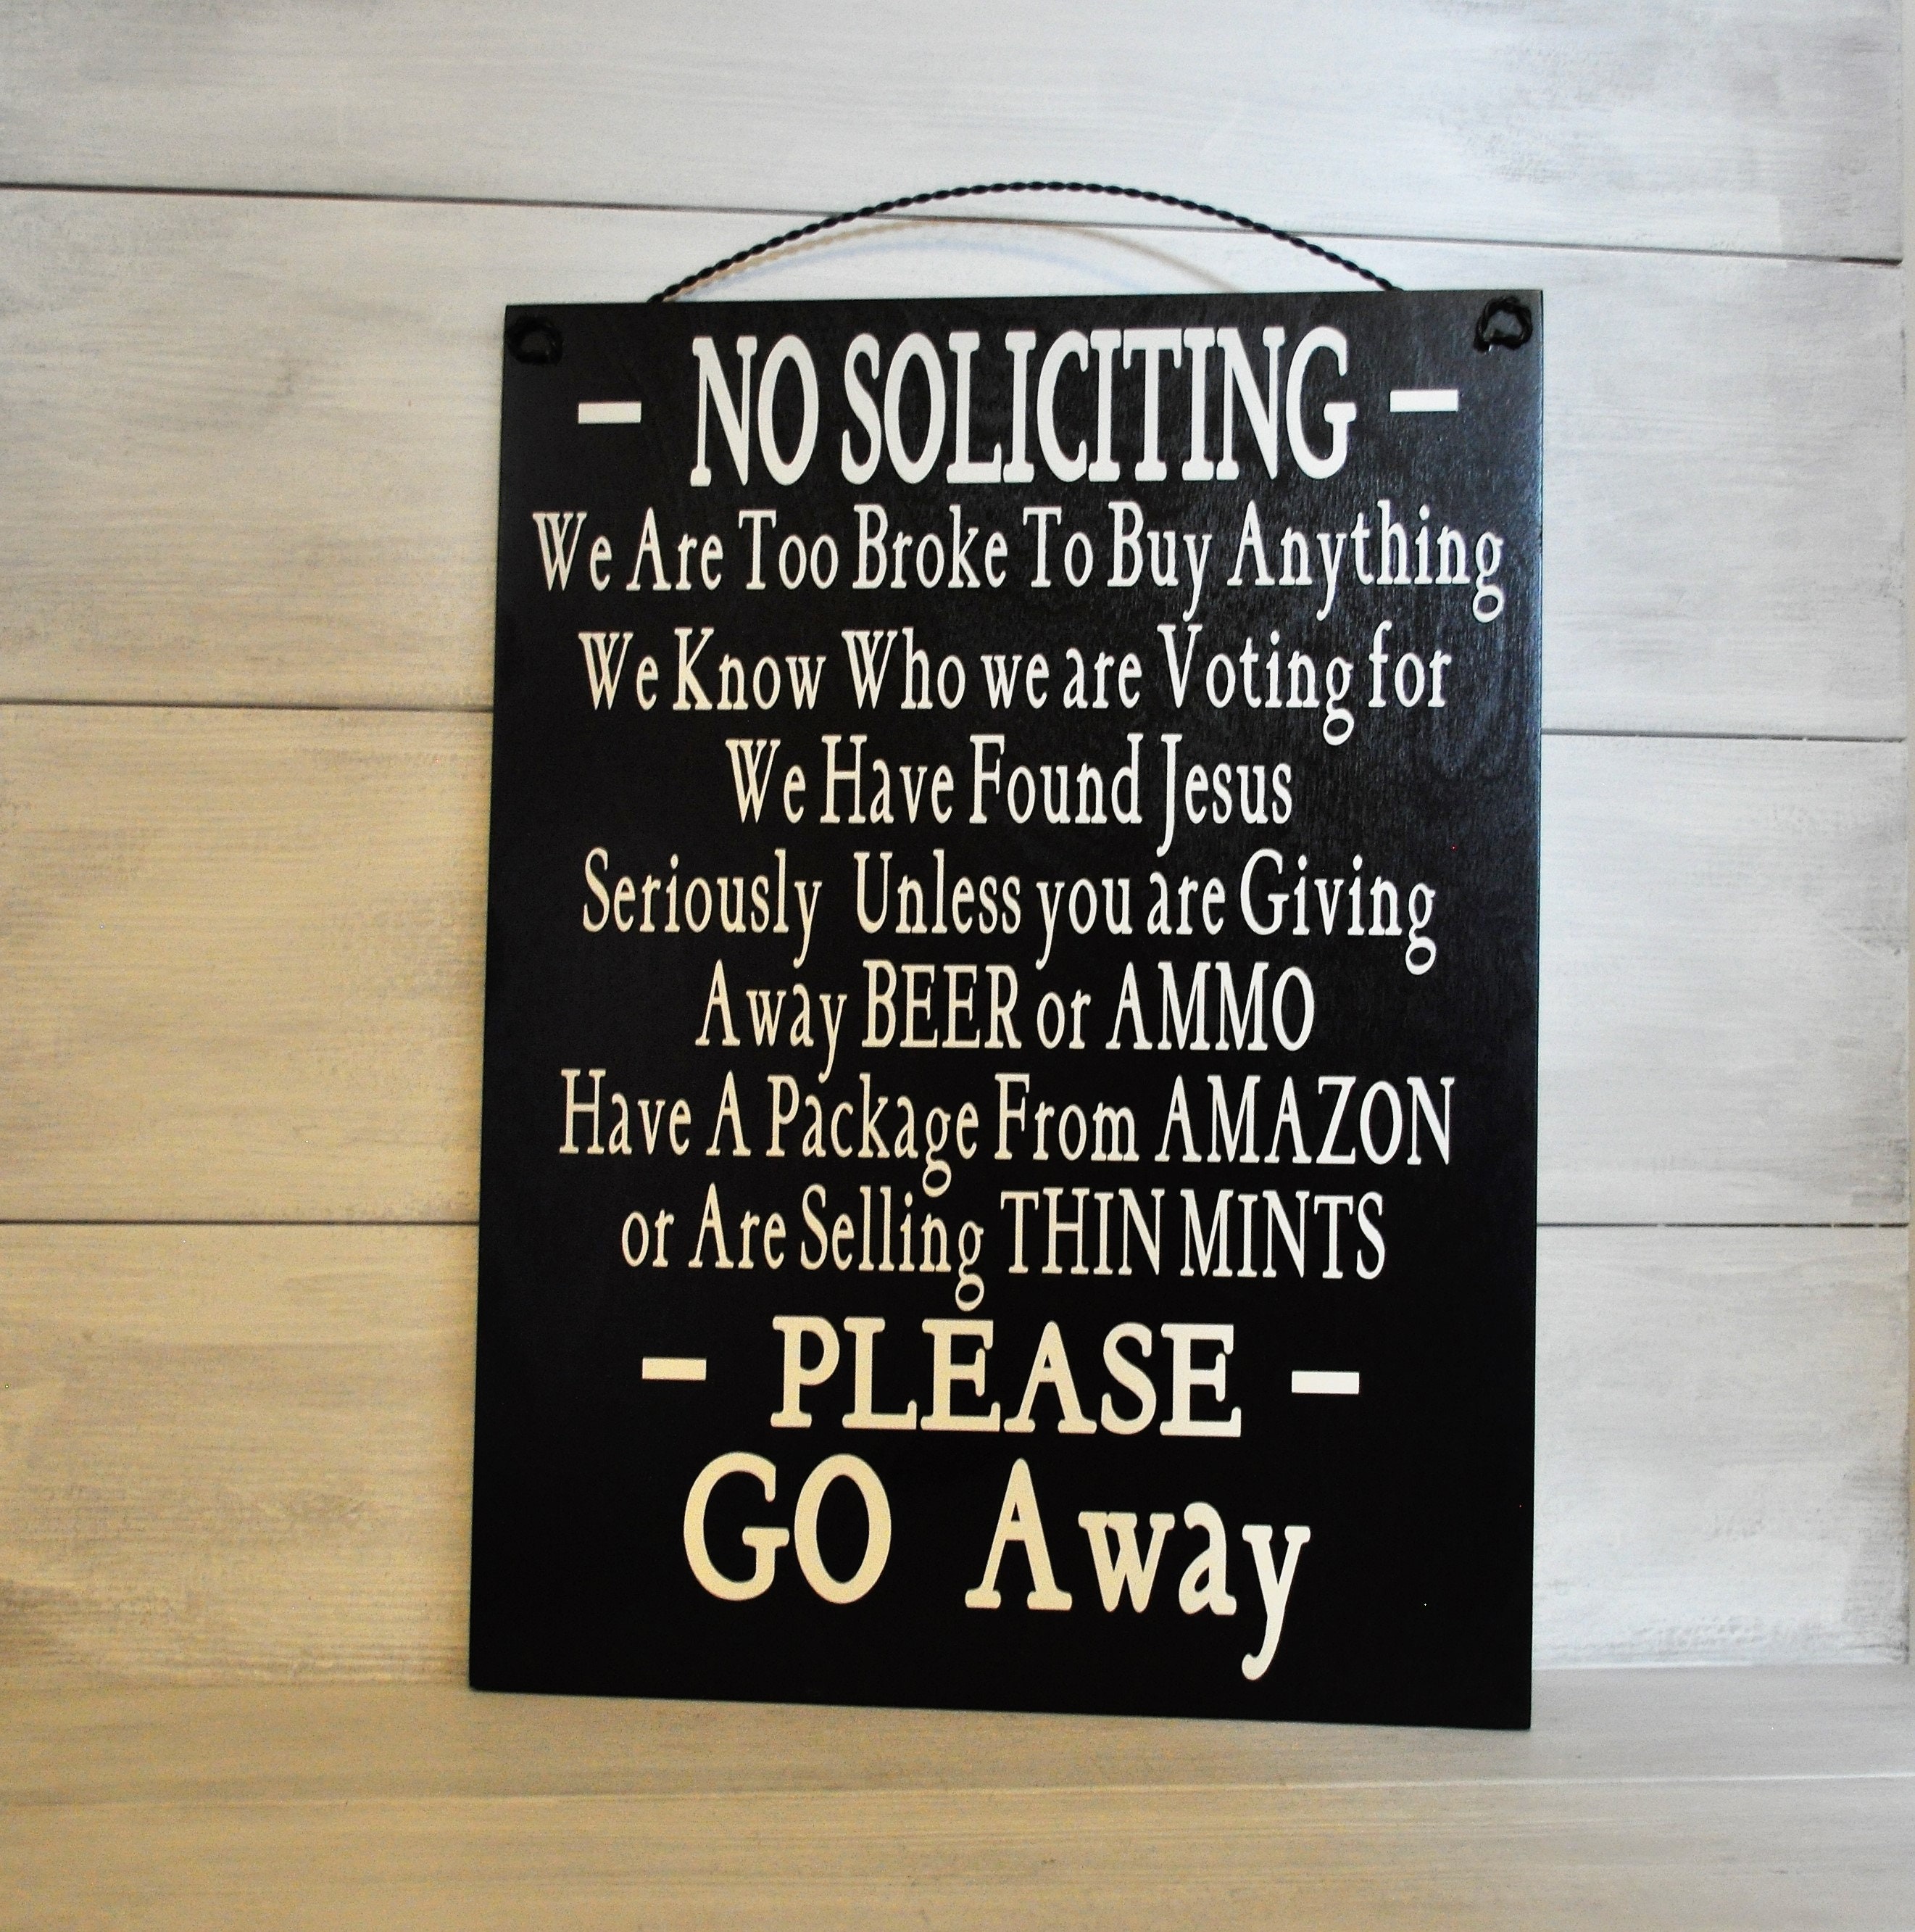 - NO SOLICITING -
We Are Too Broke To Buy Anything
We Know Who we are Voting for
We Have Found Jesus
Seriously Unless you are Giving
Away BEER or AMMO
Have A Package From AMAZON
or Are Selling THIN MINTS
- PLEASE -
GO Away